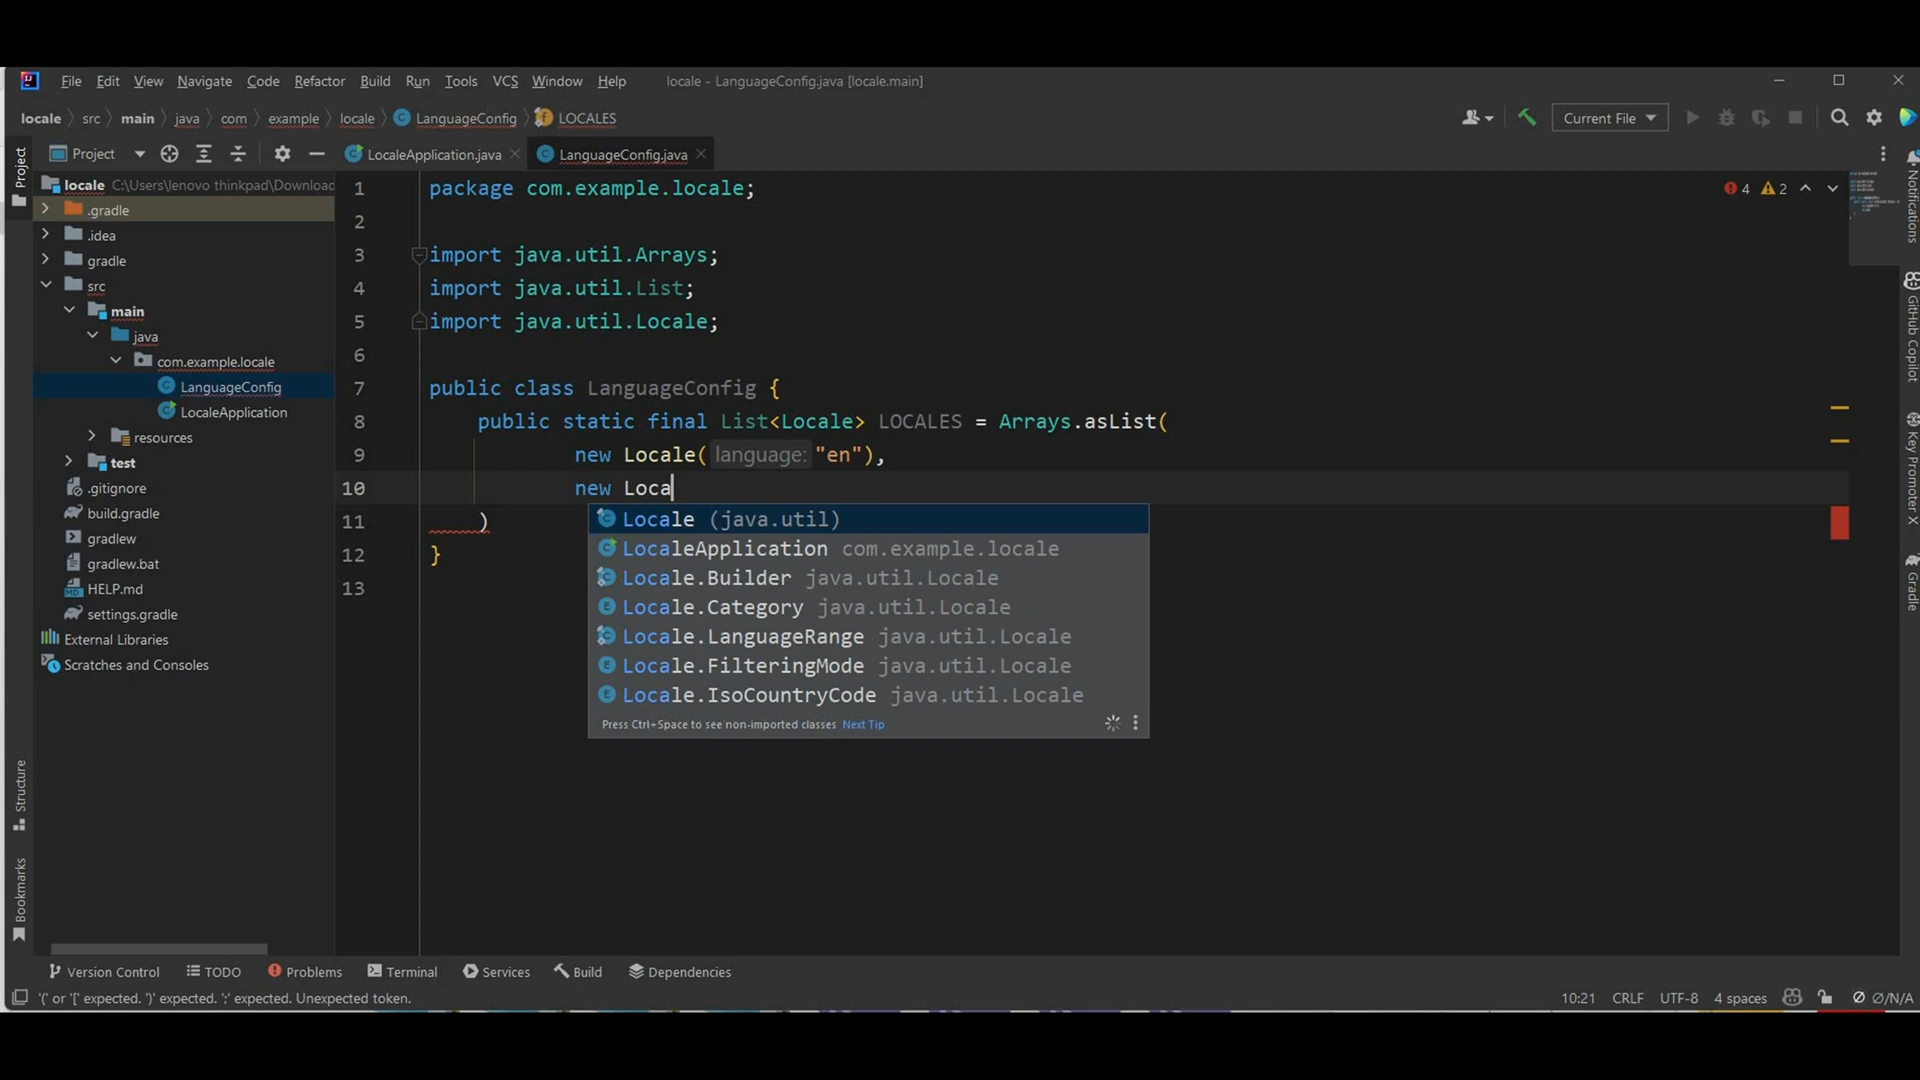 File Edit View Navigate Code Refactor Build Run Tools VCS Window Help locale - LanguageConfig.java [locale.main]
locale src main java com example locale LanguageConfig LOCALES Current File
Project Project LocaleApplication.java LanguageConfig.java
locale C:\Users\lenovo thinkpad\Download
.gradle
.idea
gradle
src
main
java
com.example.locale
LanguageConfig
LocaleApplication
resources
test
.gitignore
build.gradle
gradlew
gradlew.bat
HELP.md
settings.gradle
External Libraries
Scratches and Consoles
Structure
Bookmarks
1 package com.example.locale; 4 2
2
3 import java.util.Arrays;
4 import java.util.List;
5 import java.util.Locale;
6
7 public class LanguageConfig {
8 public static final List<Locale> LOCALES = Arrays.asList(
9 new Locale( language: "en"),
10 new Loca
11 )
12 }
13
Locale (java.util)
LocaleApplication com.example.locale
Locale.Builder java.util.Locale
Locale.Category java.util.Locale
Locale.LanguageRange java.util.Locale
Locale.FilteringMode java.util.Locale
Locale.IsoCountryCode java.util.Locale
Press Ctrl+Space to see non-imported classes Next Tip
Notifications
GitHub Copilot
Key Promoter X
Gradle
Version Control TODO Problems Terminal Services Build Dependencies
'(' or '[' expected. ')' expected. ';' expected. Unexpected token. 10:21 CRLF UTF-8 4 spaces Ø/N/A